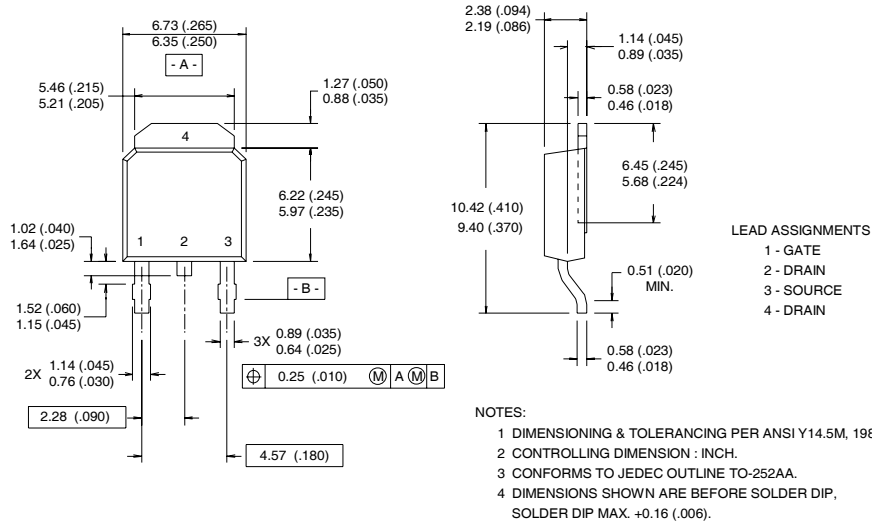 6.73 (.265)
6.35 (.250)
- A -
5.46 (.215)
5.21 (.205)
1.27 (.050)
0.88 (.035)
4
6.22 (.245)
5.97 (.235)
1.02 (.040)
1.64 (.025)
1 2 3
1.52 (.060)
1.15 (.045)
- B -
3X 0.89 (.035)
0.64 (.025)
2X 1.14 (.045)
0.76 (.030)
⌖ 0.25 (.010) Ⓜ A Ⓜ B
2.28 (.090)
4.57 (.180)
2.38 (.094)
2.19 (.086)
1.14 (.045)
0.89 (.035)
0.58 (.023)
0.46 (.018)
6.45 (.245)
5.68 (.224)
10.42 (.410)
9.40 (.370)
0.51 (.020)
MIN.
0.58 (.023)
0.46 (.018)
LEAD ASSIGNMENTS
1 - GATE
2 - DRAIN
3 - SOURCE
4 - DRAIN
NOTES:
1 DIMENSIONING & TOLERANCING PER ANSI Y14.5M, 198
2 CONTROLLING DIMENSION : INCH.
3 CONFORMS TO JEDEC OUTLINE TO-252AA.
4 DIMENSIONS SHOWN ARE BEFORE SOLDER DIP,
SOLDER DIP MAX. +0.16 (.006).